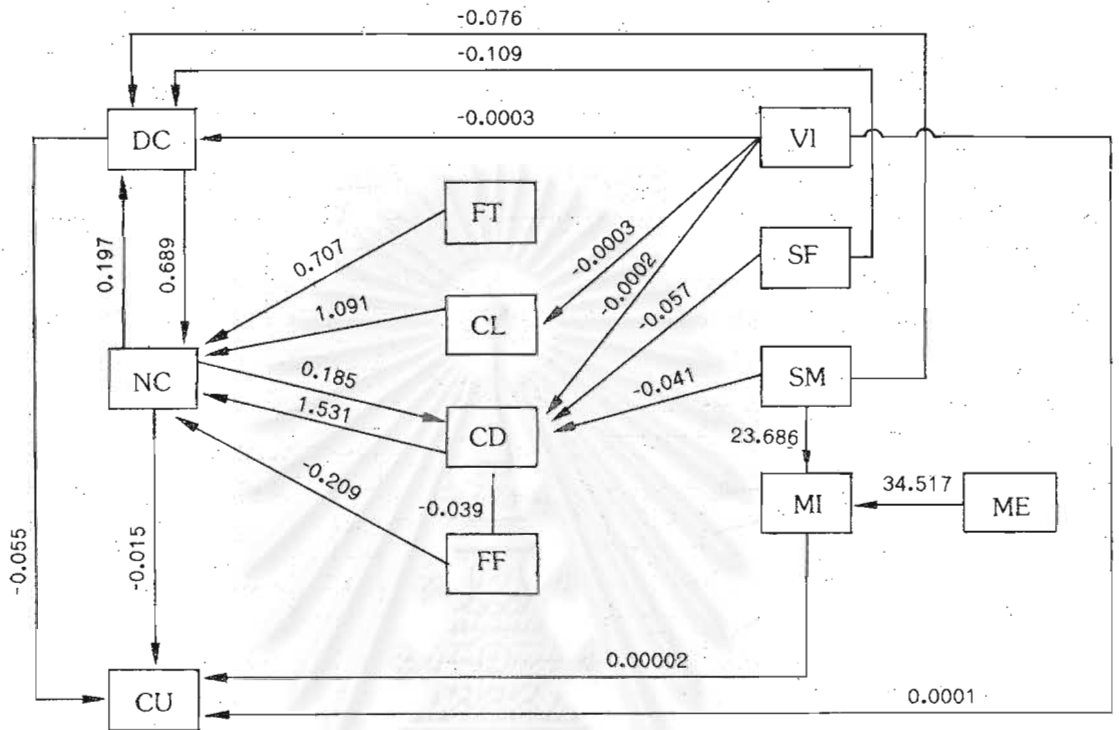 -0.076
-0.109
DC
-0.0003
VI
FT
0.707
-0.0003
-0.0002
SF
0.197
0.689
1.091
CL
-0.057
NC
0.185
-0.041
SM
1.531
CD
23.686
-0.209
-0.039
MI
34.517
ME
-0.055
-0.015
FF
0.00002
CU
0.0001